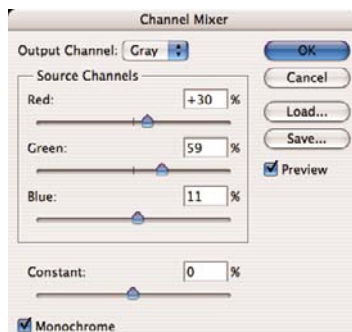 Channel Mixer
Output Channel: Gray
OK
Source Channels
Cancel
Red: +30 %
Load...
Green: 59 %
Save...
Preview
Blue: 11 %
Constant: 0 %
Monochrome